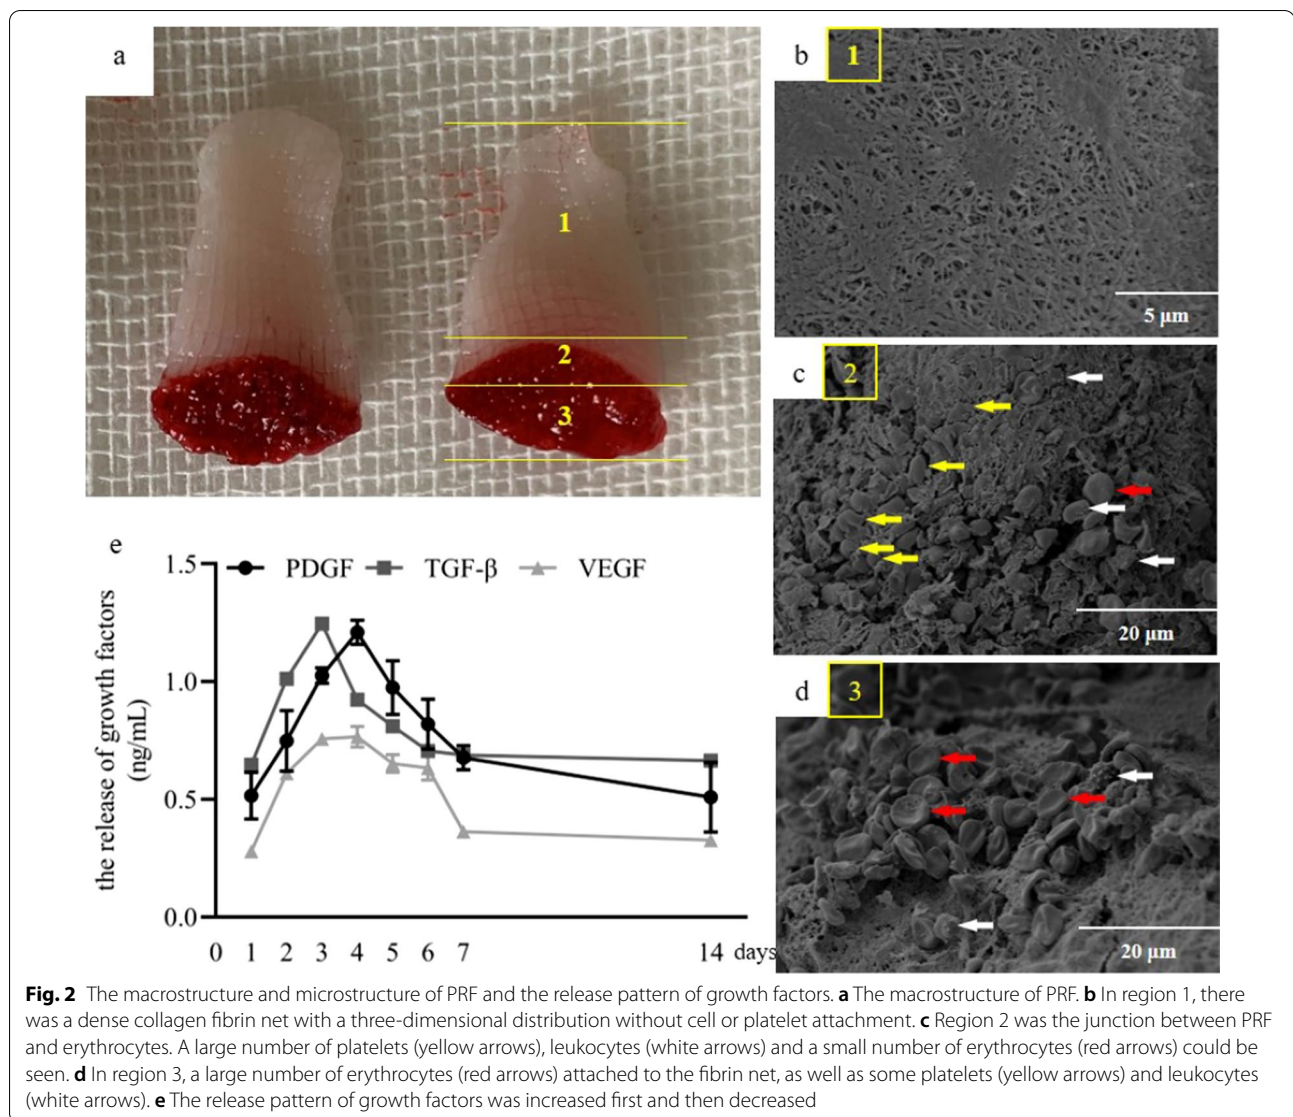 a
1
2
3
b 1
5 μm
c 2
20 μm
d 3
20 μm
e
PDGF TGF-β VEGF
the release of growth factors
(ng/mL)
1.5
1.0
0.5
0.0
0 1 2 3 4 5 6 7 14 days
Fig. 2 The macrostructure and microstructure of PRF and the release pattern of growth factors. a The macrostructure of PRF. b In region 1, there
was a dense collagen fibrin net with a three-dimensional distribution without cell or platelet attachment. c Region 2 was the junction between PRF
and erythrocytes. A large number of platelets (yellow arrows), leukocytes (white arrows) and a small number of erythrocytes (red arrows) could be
seen. d In region 3, a large number of erythrocytes (red arrows) attached to the fibrin net, as well as some platelets (yellow arrows) and leukocytes
(white arrows). e The release pattern of growth factors was increased first and then decreased